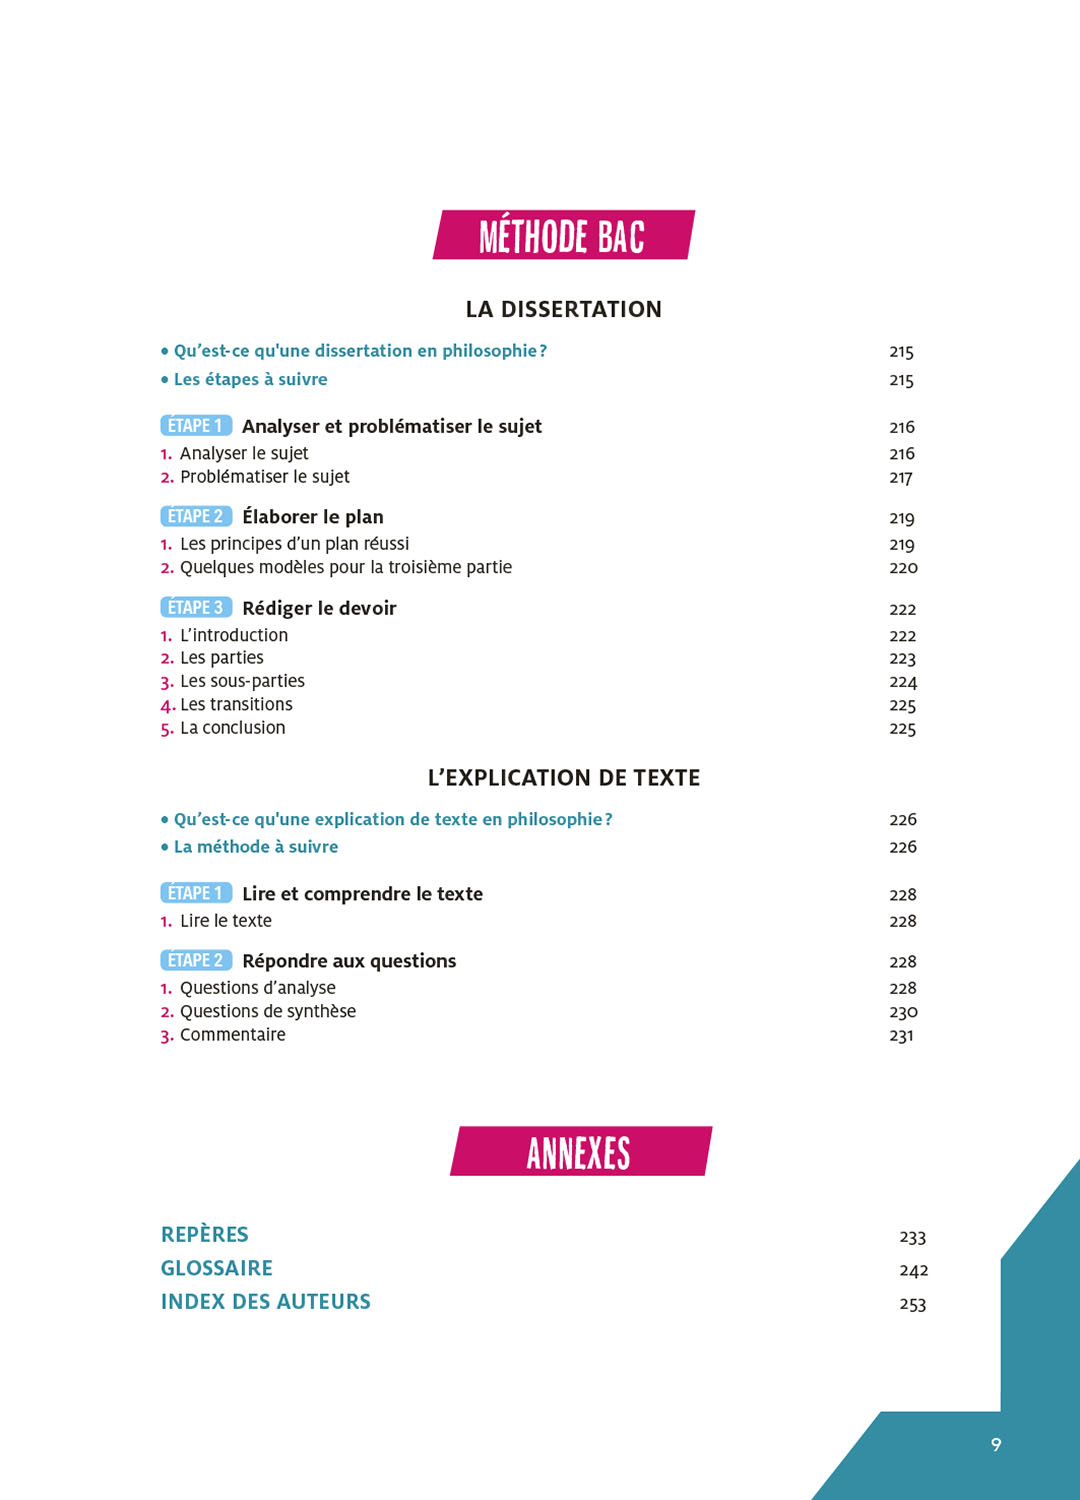 MÉTHODE BAC
LA DISSERTATION
• Qu’est-ce qu'une dissertation en philosophie ? 215
• Les étapes à suivre 215
ÉTAPE 1 Analyser et problématiser le sujet 216
1. Analyser le sujet 216
2. Problématiser le sujet 217
ÉTAPE 2 Élaborer le plan 219
1. Les principes d’un plan réussi 219
2. Quelques modèles pour la troisième partie 220
ÉTAPE 3 Rédiger le devoir 222
1. L’introduction 222
2. Les parties 223
3. Les sous-parties 224
4. Les transitions 225
5. La conclusion 225
L’EXPLICATION DE TEXTE
• Qu’est-ce qu'une explication de texte en philosophie ? 226
• La méthode à suivre 226
ÉTAPE 1 Lire et comprendre le texte 228
1. Lire le texte 228
ÉTAPE 2 Répondre aux questions 228
1. Questions d’analyse 228
2. Questions de synthèse 230
3. Commentaire 231
ANNEXES
REPÈRES 233
GLOSSAIRE 242
INDEX DES AUTEURS 253
9